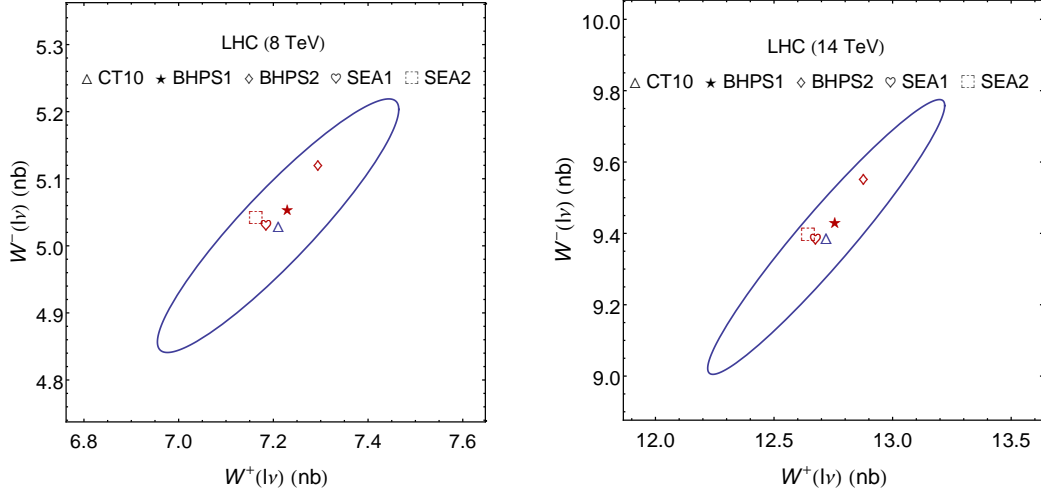 LHC (8 TeV)
△ CT10 ★ BHPS1 ◇ BHPS2 ♡ SEA1 □ SEA2
5.3
5.2
5.1
5.0
4.9
4.8
W⁻(lν) (nb)
6.8 7.0 7.2 7.4 7.6
W⁺(lν) (nb)
LHC (14 TeV)
△ CT10 ★ BHPS1 ◇ BHPS2 ♡ SEA1 □ SEA2
10.0
9.8
9.6
9.4
9.2
9.0
W⁻(lν) (nb)
12.0 12.5 13.0 13.5
W⁺(lν) (nb)